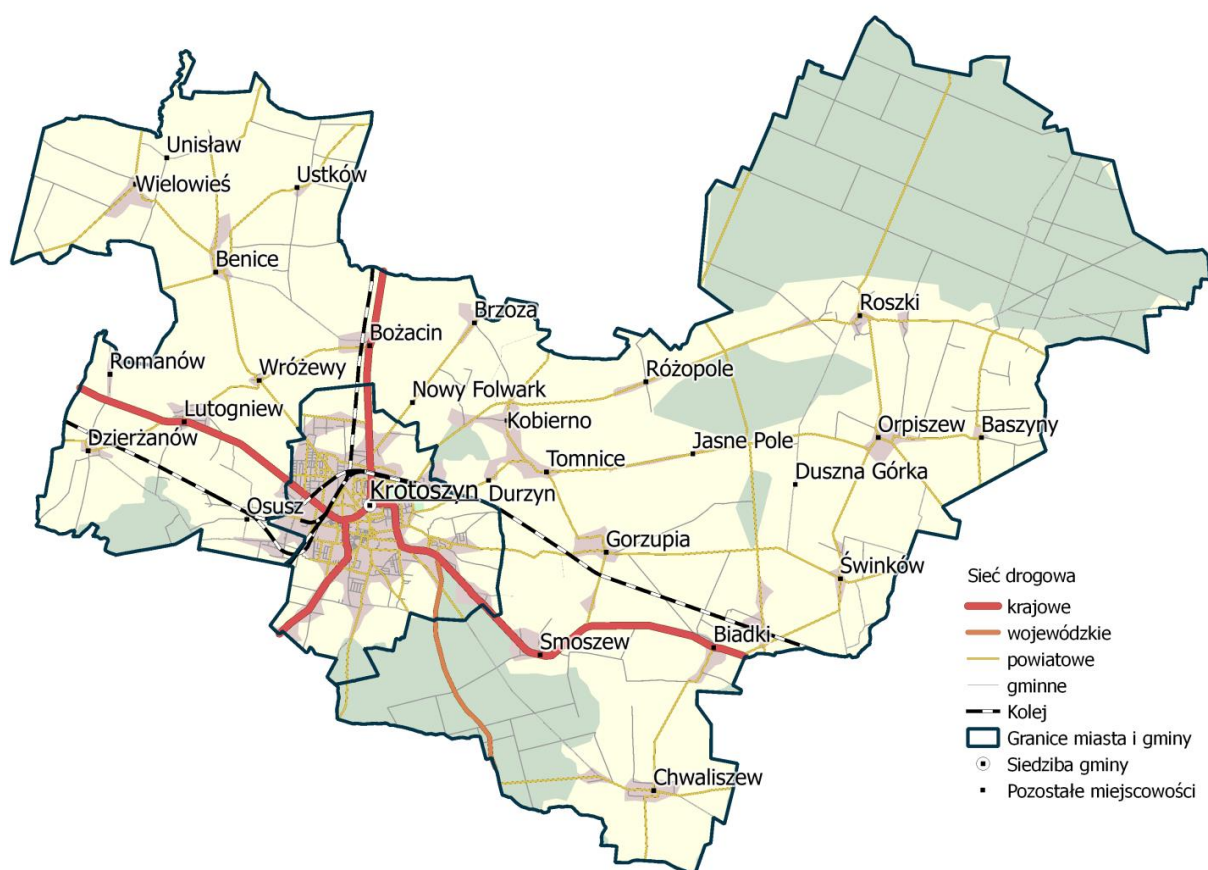 Unisław
Wielowieś
Ustków
Benice
Roszki
Brzoza
Bożacin
Romanów
Wróżewy
Różopole
Nowy Folwark
Lutogniew
Kobierno
Orpiszew
Baszyny
Dzierżanów
Jasne Pole
Tomnice
Duszna Górka
Krotoszyn
Durzyn
Osusz
Gorzupia
Świnków
Smoszew
Biadki
Chwaliszew
Sieć drogowa
krajowe
wojewódzkie
powiatowe
gminne
Kolej
Granice miasta i gminy
Siedziba gminy
Pozostałe miejscowości